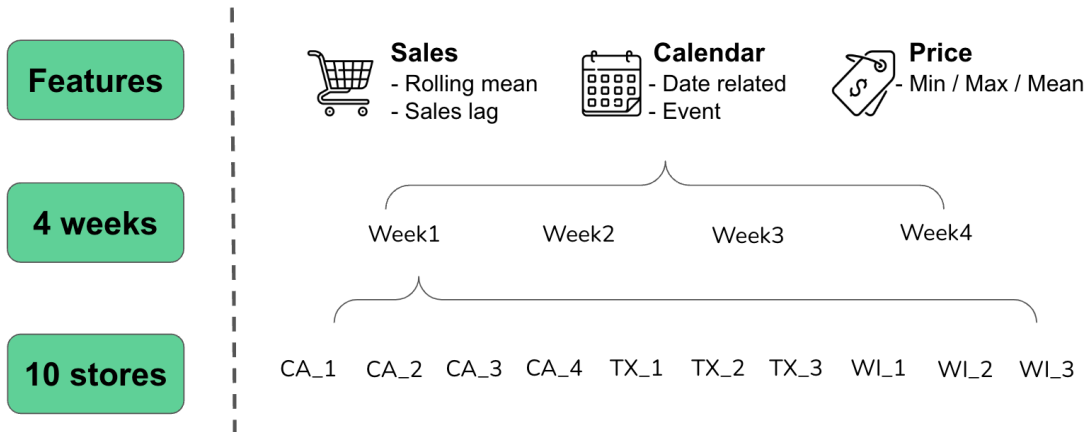 Features
Sales
- Rolling mean
- Sales lag
Calendar
- Date related
- Event
$
Price
- Min / Max / Mean
4 weeks
Week1 Week2 Week3 Week4
10 stores
CA_1 CA_2 CA_3 CA_4 TX_1 TX_2 TX_3 WI_1 WI_2 WI_3